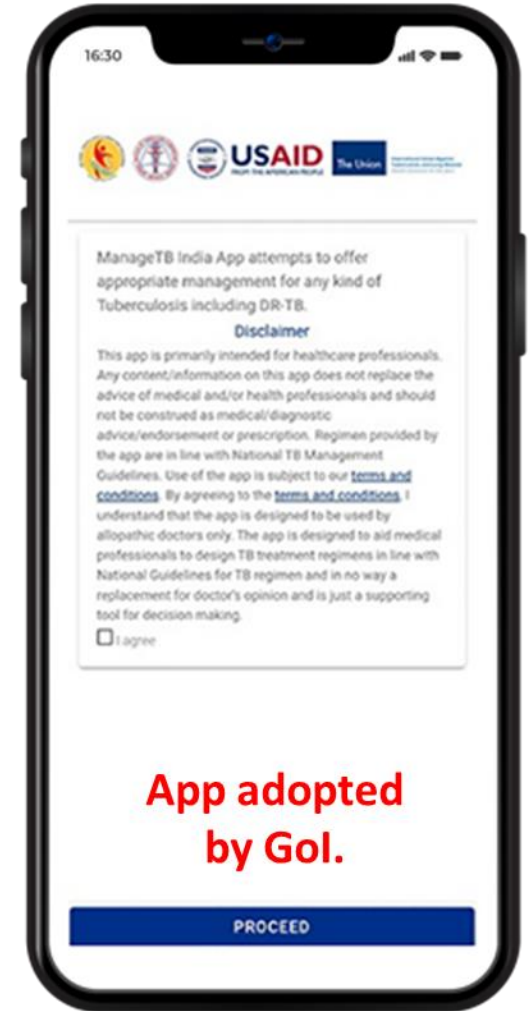 16:30
USAID
FROM THE AMERICAN PEOPLE
The Union
ManageTB India App attempts to offer
appropriate management for any kind of
Tuberculosis including DR-TB.
Disclaimer
This app is primarily intended for healthcare professionals.
Any content/information on this app does not replace the
advice of medical and/or health professionals and should
not be construed as medical/diagnostic
advice/endorsement or prescription. Regimen provided by
the app are in line with National TB Management
Guidelines. Use of the app is subject to our terms and
conditions. By agreeing to the terms and conditions, I
understand that the app is designed to be used by
allopathic doctors only. The app is designed to aid medical
professionals to design TB treatment regimens in line with
National Guidelines for TB regimen and in no way a
replacement for doctor's opinion and is just a supporting
tool for decision making.
I agree
App adopted
by GoI.
PROCEED